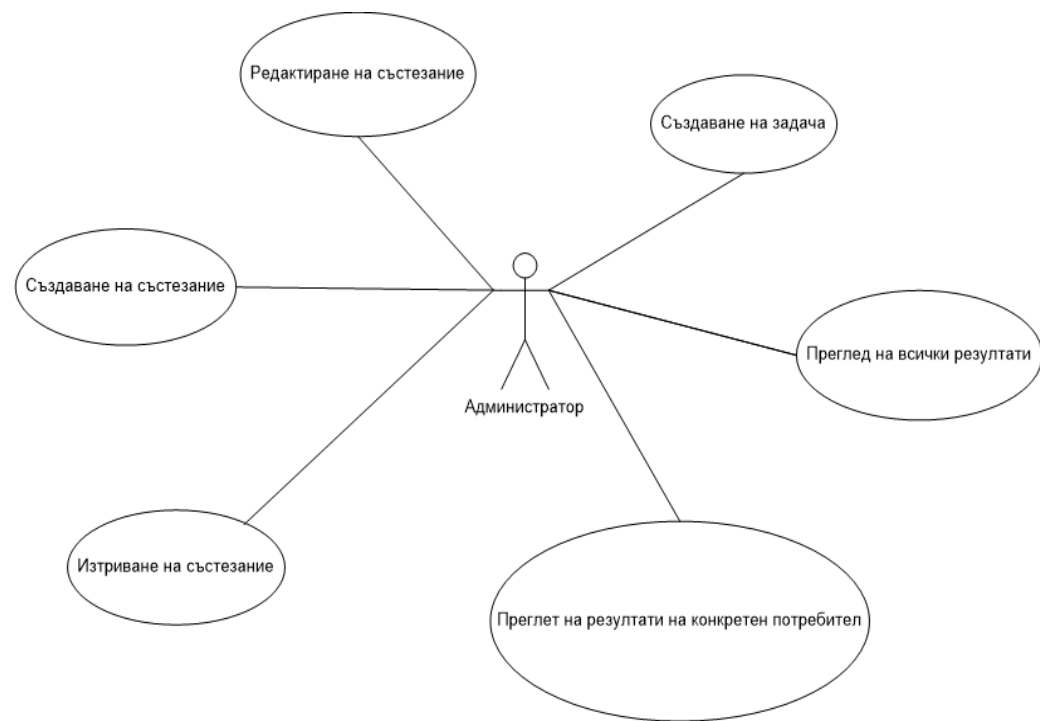 Редактиране на състезание
Създаване на задача
Създаване на състезание
Преглед на всички резултати
Администратор
Изтриване на състезание
Преглет на резултати на конкретен потребител